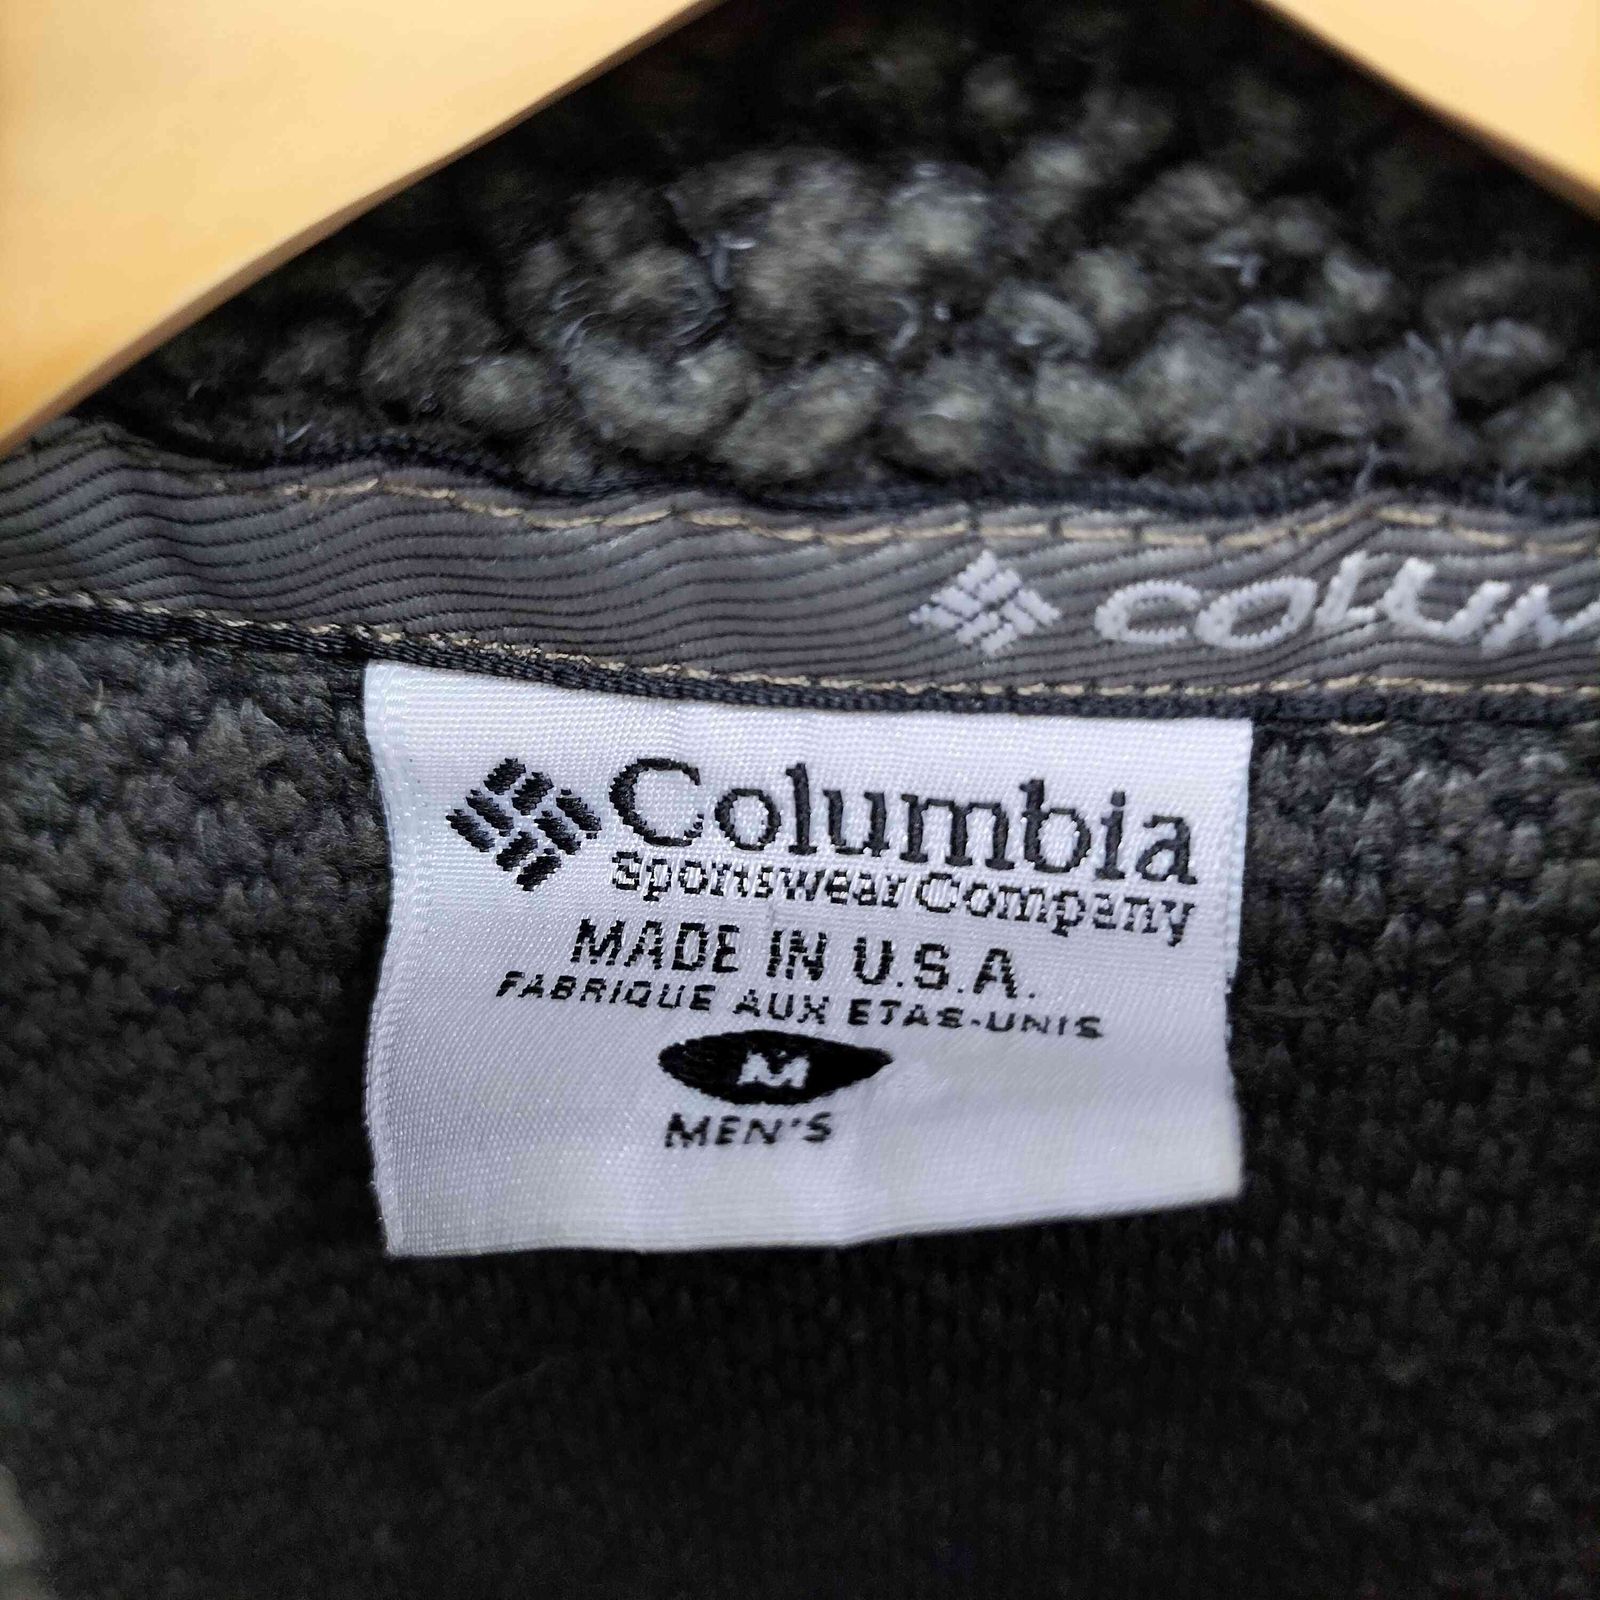 COLUM
Columbia
Sportswear Company
MADE IN U.S.A.
FABRIQUE AUX ETAS-UNIS
M
MEN'S